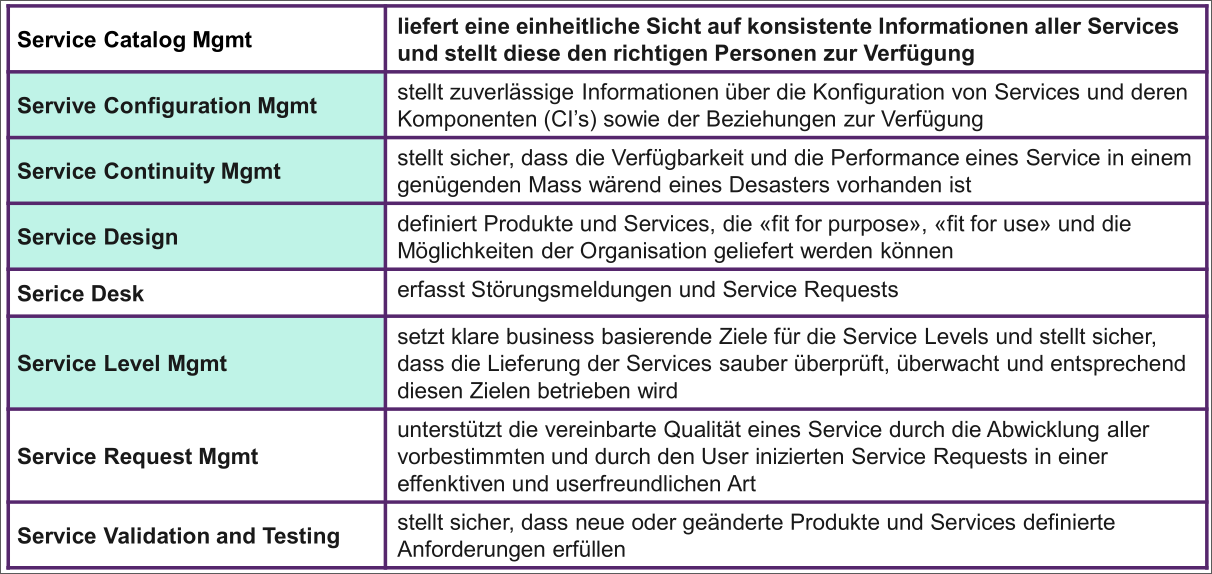 Service Catalog Mgmt
liefert eine einheitliche Sicht auf konsistente Informationen aller Services
und stellt diese den richtigen Personen zur Verfügung
Servive Configuration Mgmt
stellt zuverlässige Informationen über die Konfiguration von Services und deren
Komponenten (CI’s) sowie der Beziehungen zur Verfügung
Service Continuity Mgmt
stellt sicher, dass die Verfügbarkeit und die Performance eines Service in einem
genügenden Mass wärend eines Desasters vorhanden ist
Service Design
definiert Produkte und Services, die «fit for purpose», «fit for use» und die
Möglichkeiten der Organisation geliefert werden können
Serice Desk
erfasst Störungsmeldungen und Service Requests
Service Level Mgmt
setzt klare business basierende Ziele für die Service Levels und stellt sicher,
dass die Lieferung der Services sauber überprüft, überwacht und entsprechend
diesen Zielen betrieben wird
Service Request Mgmt
unterstützt die vereinbarte Qualität eines Service durch die Abwicklung aller
vorbestimmten und durch den User inizierten Service Requests in einer
effenktiven und userfreundlichen Art
Service Validation and Testing
stellt sicher, dass neue oder geänderte Produkte und Services definierte
Anforderungen erfüllen